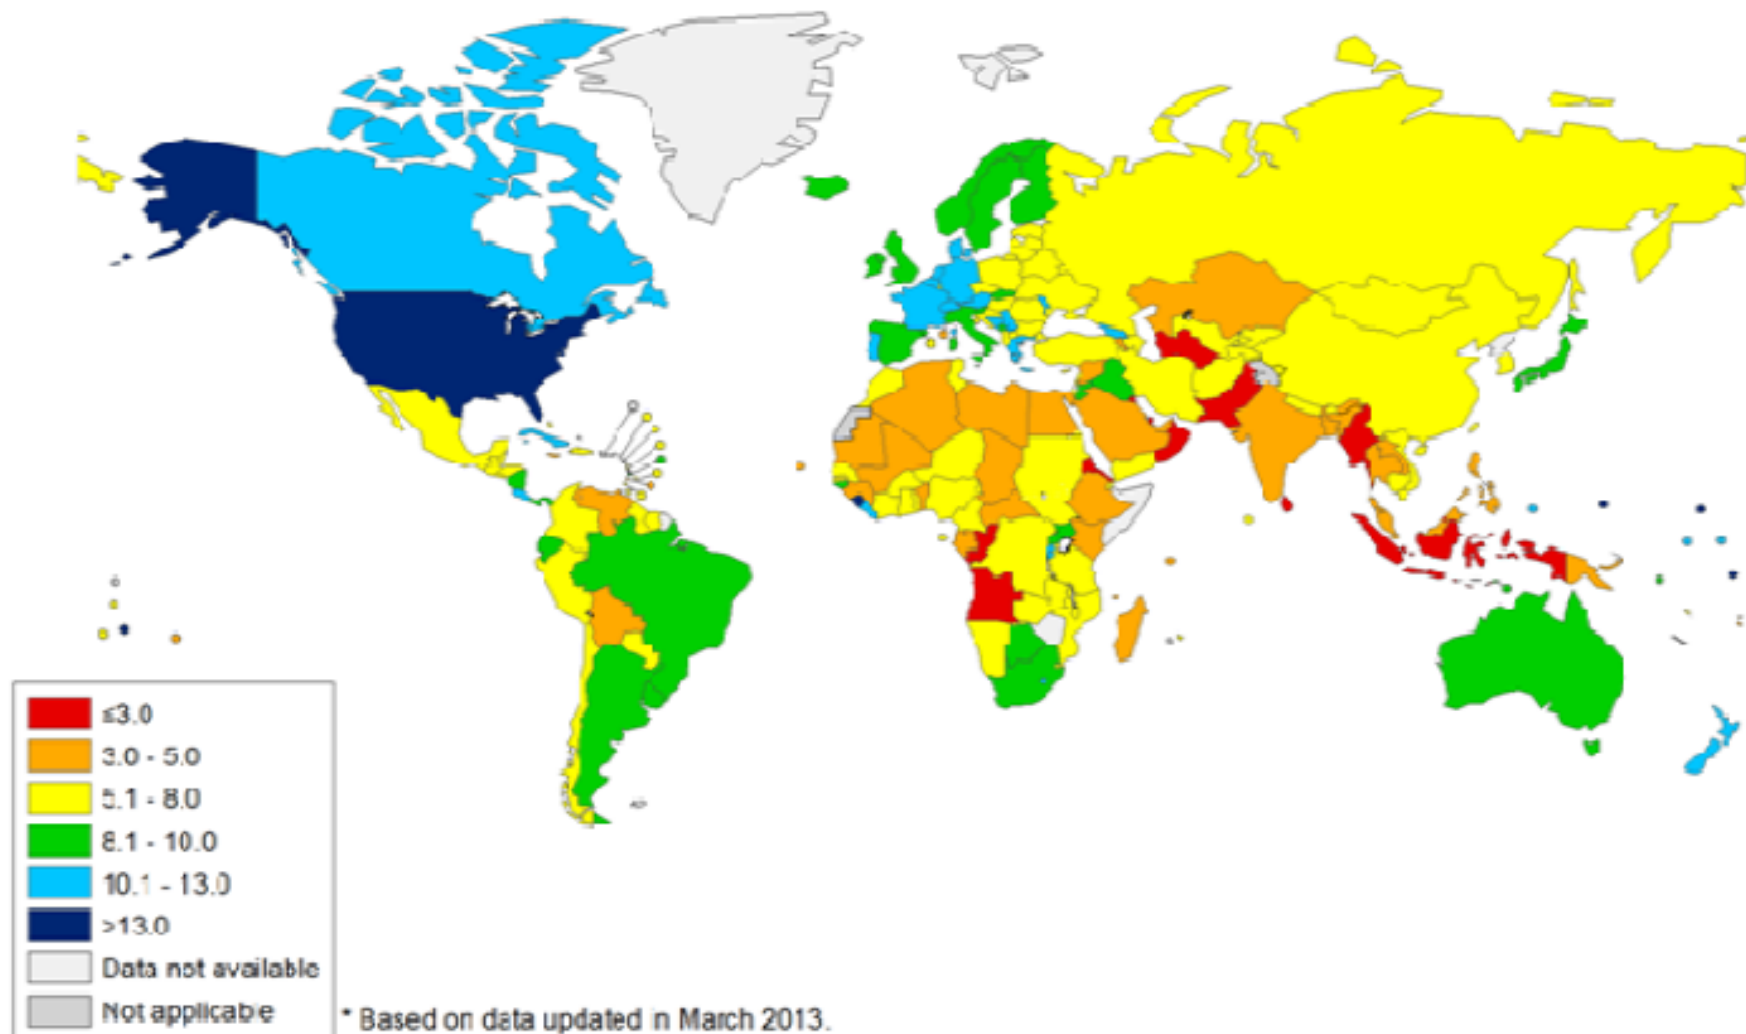 ≤3.0
3.0 - 5.0
5.1 - 8.0
8.1 - 10.0
10.1 - 13.0
>13.0
Data not available
Not applicable
* Based on data updated in March 2013.